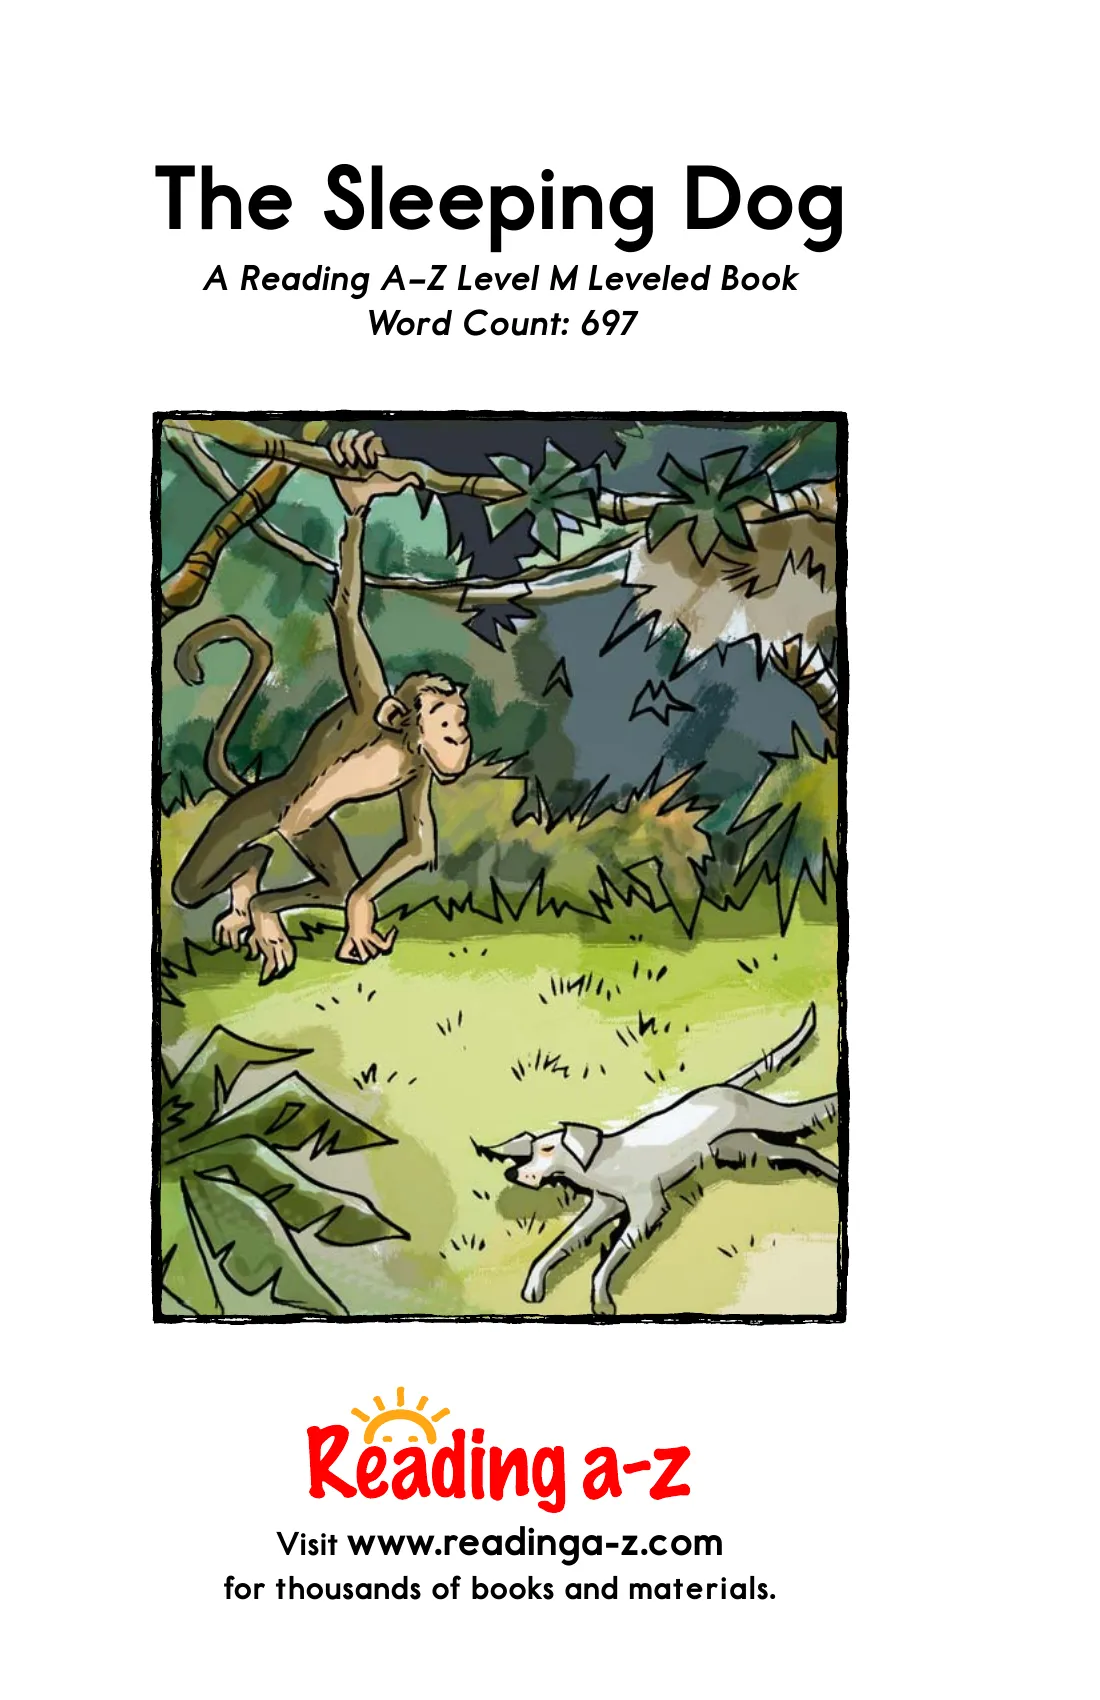 The Sleeping Dog
A Reading A–Z Level M Leveled Book
Word Count: 697
Reading a-z
Visit www.readinga-z.com
for thousands of books and materials.